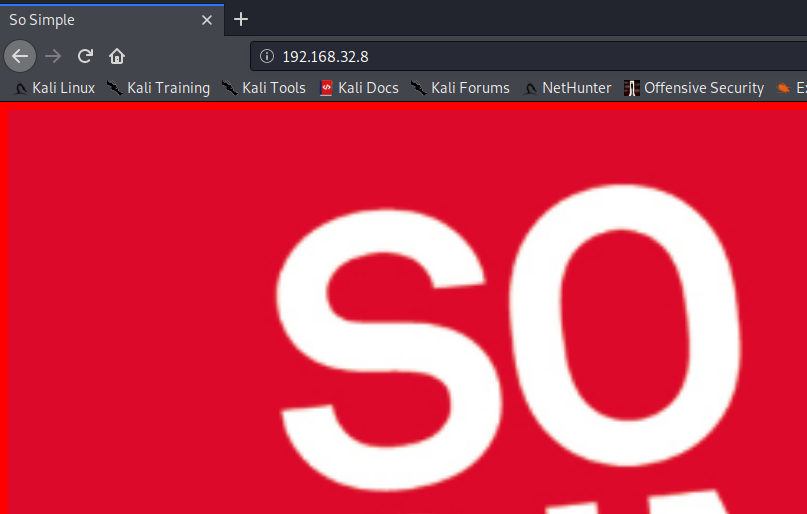 So Simple
192.168.32.8
Kali Linux Kali Training Kali Tools Kali Docs Kali Forums NetHunter Offensive Security
SO